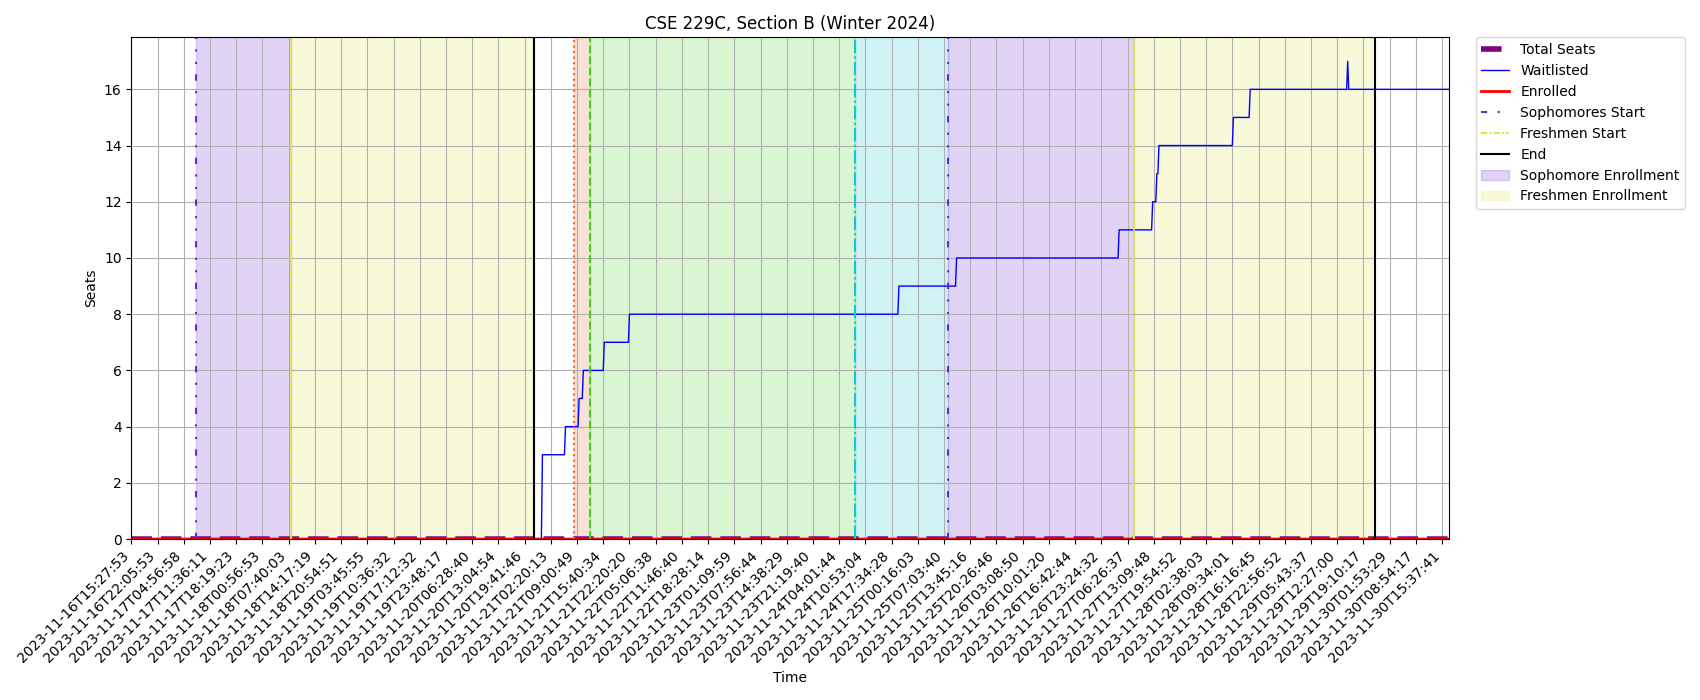 CSE 229C, Section B (Winter 2024)
Total Seats
Waitlisted
Enrolled
Sophomores Start
Freshmen Start
End
Sophomore Enrollment
Freshmen Enrollment
Seats
16
14
12
10
8
6
4
2
0
2023-11-16T15:27:53
2023-11-16T22:05:53
2023-11-17T04:56:58
2023-11-17T11:36:11
2023-11-17T18:19:23
2023-11-18T00:56:53
2023-11-18T07:40:03
2023-11-18T14:17:19
2023-11-18T20:54:51
2023-11-19T03:45:55
2023-11-19T10:36:32
2023-11-19T17:12:32
2023-11-19T23:48:17
2023-11-20T06:28:40
2023-11-20T13:04:54
2023-11-20T19:41:46
2023-11-21T02:20:13
2023-11-21T09:00:49
2023-11-21T15:40:34
2023-11-21T22:20:20
2023-11-22T05:06:38
2023-11-22T11:46:40
2023-11-22T18:28:14
2023-11-23T01:09:59
2023-11-23T07:56:44
2023-11-23T14:38:29
2023-11-23T21:19:40
2023-11-24T04:01:44
2023-11-24T10:53:04
2023-11-24T17:34:28
2023-11-25T00:16:03
2023-11-25T07:03:40
2023-11-25T13:45:16
2023-11-25T20:26:46
2023-11-26T03:08:50
2023-11-26T10:01:20
2023-11-26T16:42:44
2023-11-26T23:24:32
2023-11-27T06:26:37
2023-11-27T13:09:48
2023-11-27T19:54:52
2023-11-28T02:38:03
2023-11-28T09:34:01
2023-11-28T16:16:45
2023-11-28T22:56:52
2023-11-29T05:43:37
2023-11-29T12:27:00
2023-11-29T19:10:17
2023-11-30T01:53:29
2023-11-30T08:54:17
2023-11-30T15:37:41
Time